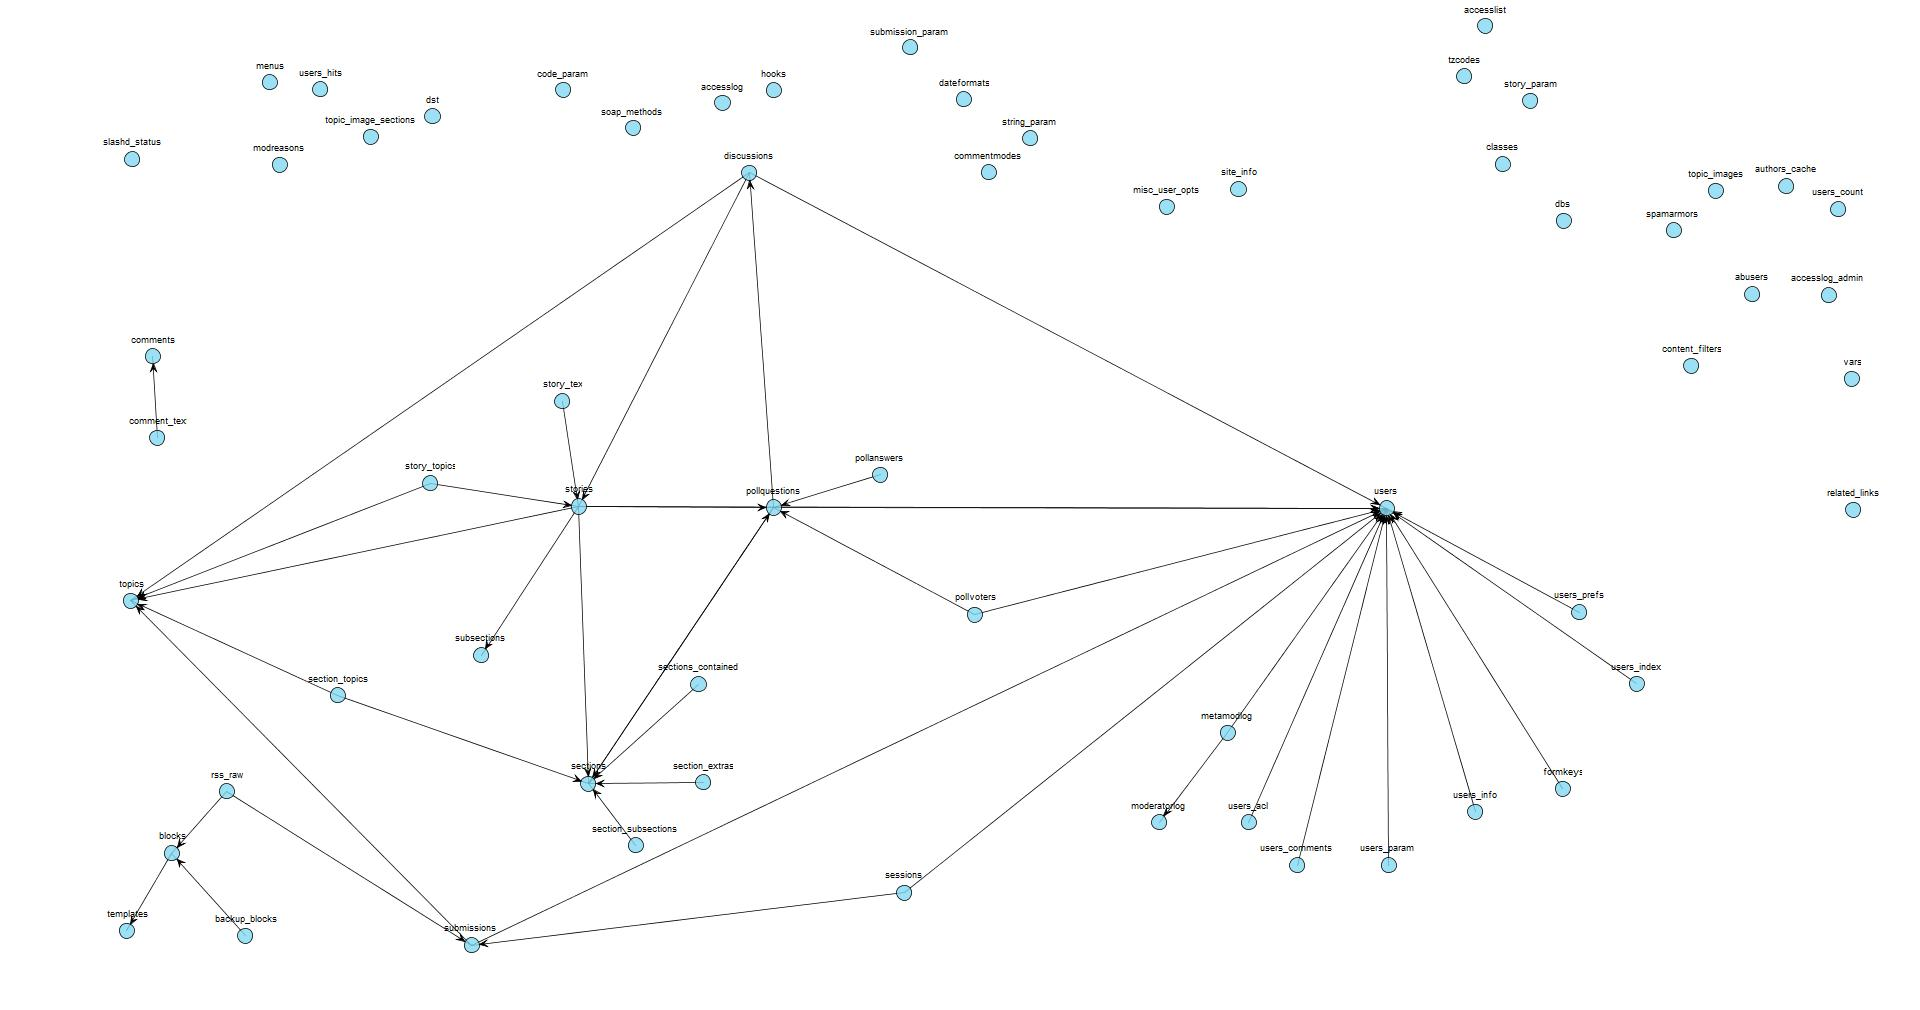 accesslist
submission_param
tzcodes
menus
users_hits
code_param
hooks
accesslog
dateformats
story_param
dst
topic_image_sections
soap_methods
string_param
slashd_status
modreasons
discussions
commentmodes
classes
site_info
misc_user_opts
topic_images
authors_cache
users_count
dbs
spamarmors
abusers
accesslog_admin
comments
content_filters
vars
story_tex
comment_tex
story_topics
pollanswers
stories
pollquestions
users
related_links
topics
pollvoters
users_prefs
subsections
sections_contained
users_index
section_topics
metamodlog
sections
section_extras
rss_raw
formkeys
users_info
moderatorlog
users_acl
blocks
section_subsections
users_comments
users_param
sessions
templates
backup_blocks
submissions